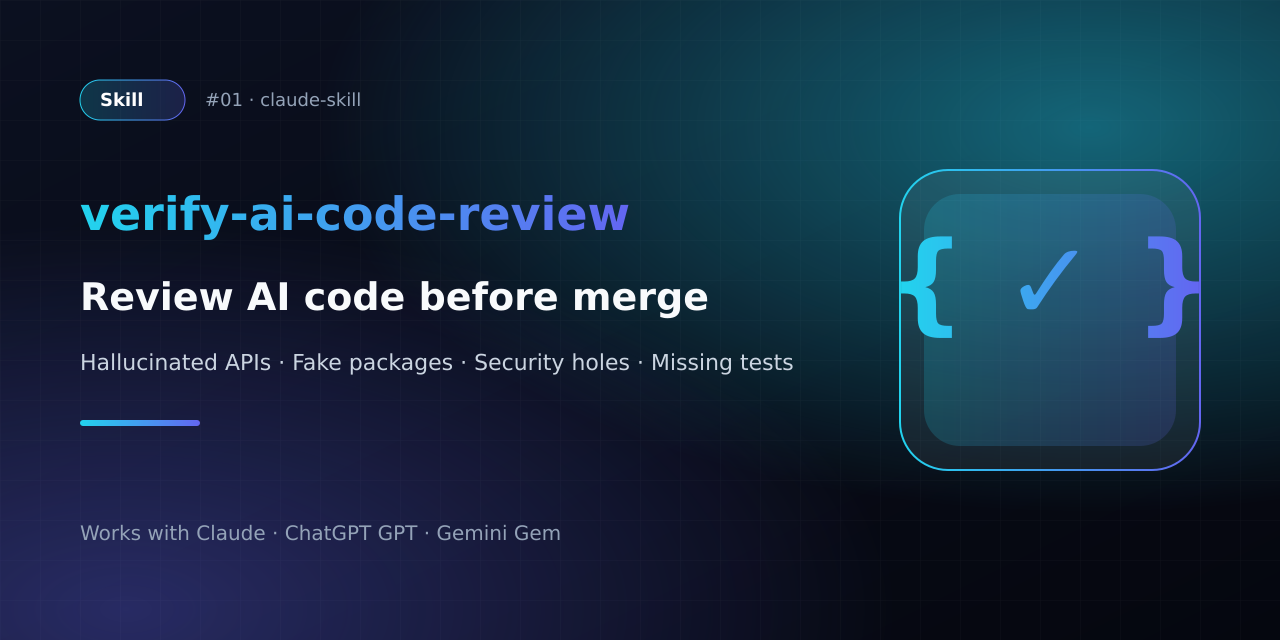 Skill
#01 · claude-skill
verify-ai-code-review
Review AI code before merge
Hallucinated APIs · Fake packages · Security holes · Missing tests
{ ✓ }
Works with Claude · ChatGPT GPT · Gemini Gem